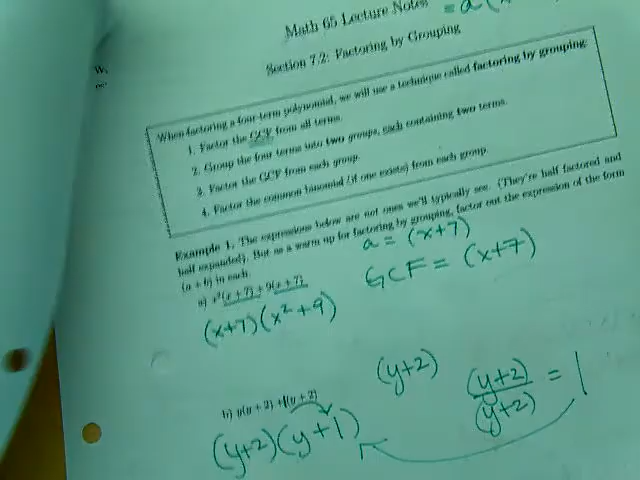 = a(x
Math 65 Lecture Notes
Section 7.2: Factoring by Grouping
When factoring a four-term polynomial, we will use a technique called factoring by grouping:
1. Factor the GCF from all terms.
2. Group the four terms into two groups, each containing two terms.
3. Factor the GCF from each group.
4. Factor the common binomial (if one exists) from each group.
Example 1. The expressions below are not ones we'll typically see. (They're half factored and
half expanded). But as a warm up for factoring by grouping, factor out the expression of the form
(a + b) in each.
a = (x+7)
a) x²(x + 7) + 9(x + 7)
GCF = (x+7)
(x+7)(x²+9)
(y+2)
(y+2)/(y+2) = 1
b) y(y + 2) + 1(y + 2)
(y+2)(y+1)